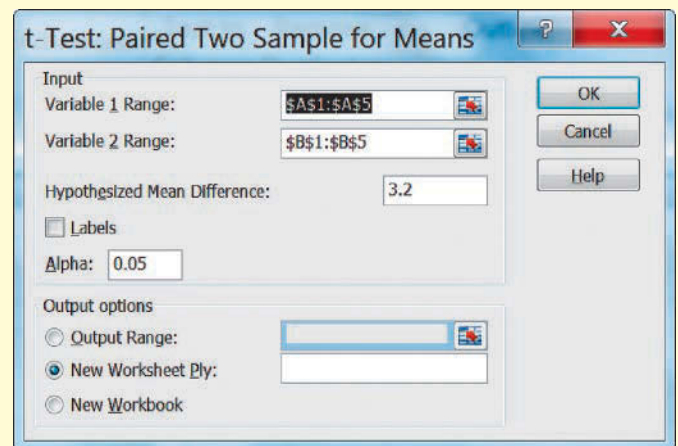 t-Test: Paired Two Sample for Means
?
X
Input
Variable 1 Range:
$A$1:$A$5
Variable 2 Range:
$B$1:$B$5
Hypothesized Mean Difference:
3.2
Labels
Alpha:
0.05
Output options
Output Range:
New Worksheet Ply:
New Workbook
OK
Cancel
Help